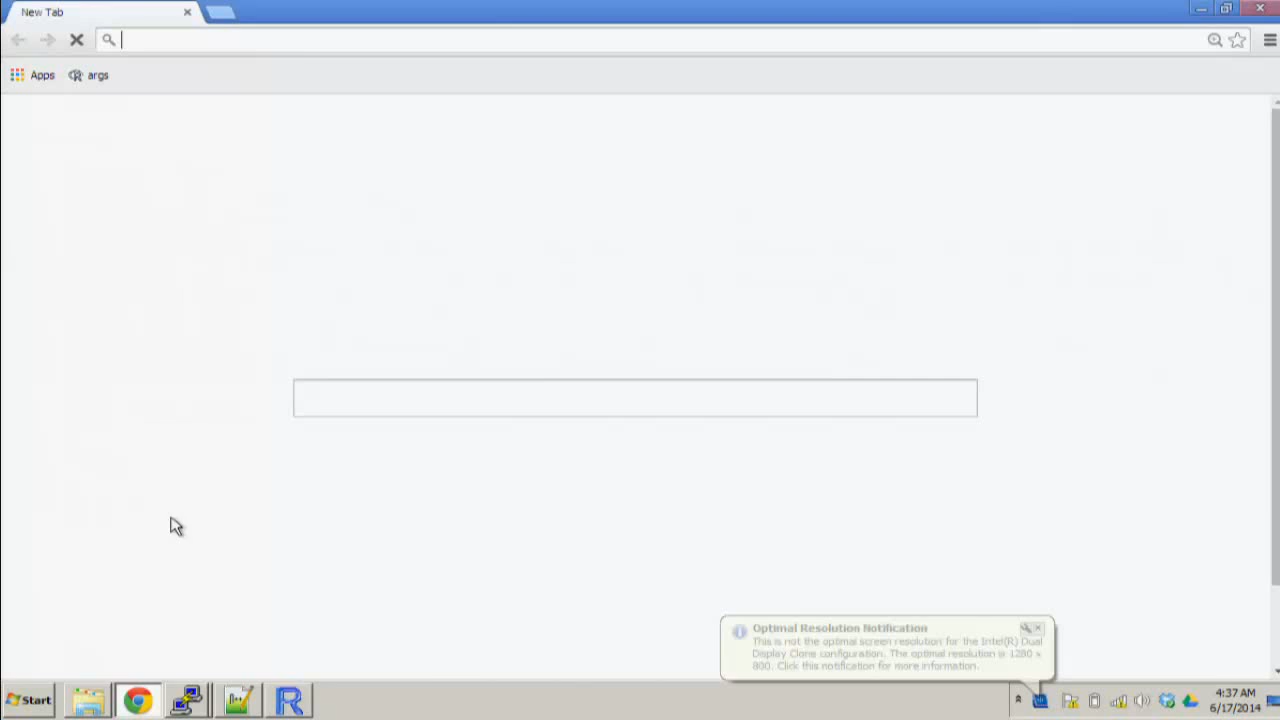 New Tab
Apps
args
Optimal Resolution Notification
This is not the optimal screen resolution for the Intel(R) Dual
Display Clone configuration. The optimal resolution is 1280 x
800. Click this notification for more information.
Start
4:37 AM
6/17/2014